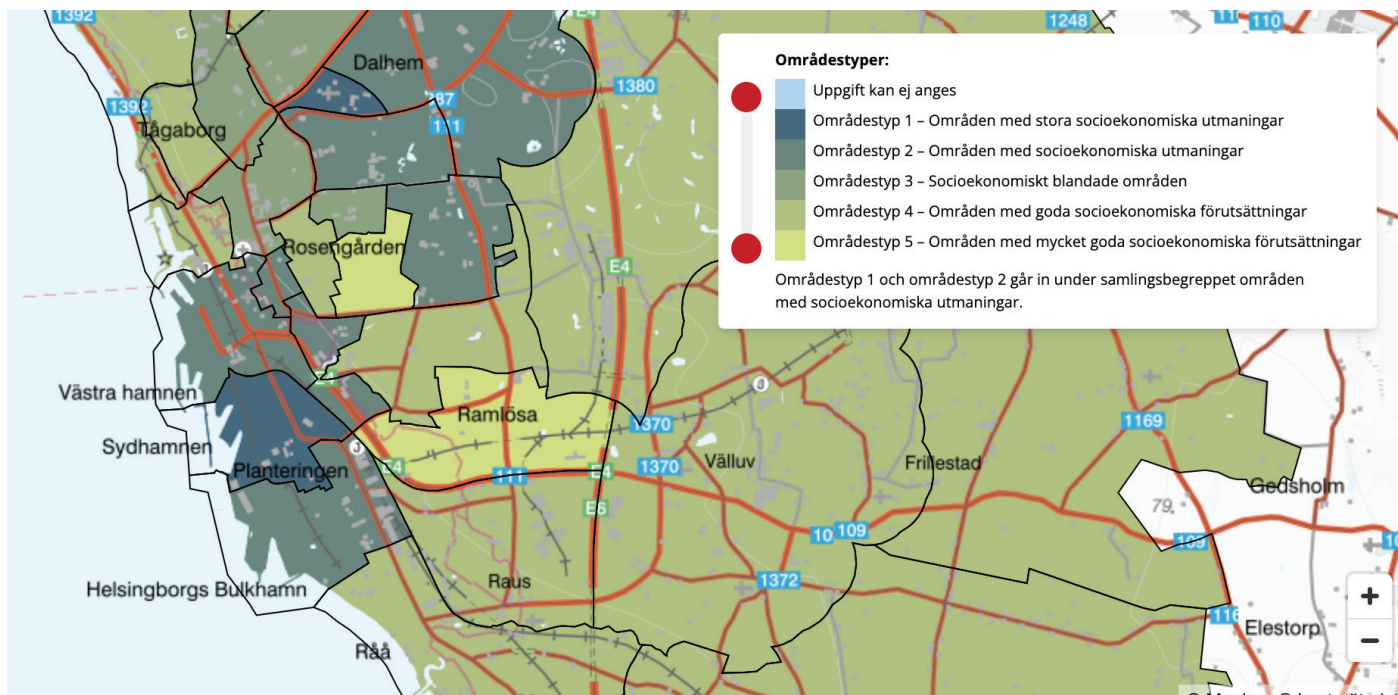 1392
E4
49.
1248
110
110
Dalhem
1380
1392
111
Tågaborg
Rosengården
E4
Västra hamnen
Ramlösa
1370
1169
Sydhamnen
Planteringen
E4
111
E4
1370
Välluv
Frillestad
Gedsholm
79.
E6
109
109
Helsingborgs Bulkhamn
Raus
1372
Elestorp
Råå
Områdestyper:
Uppgift kan ej anges
Områdestyp 1 – Områden med stora socioekonomiska utmaningar
Områdestyp 2 – Områden med socioekonomiska utmaningar
Områdestyp 3 – Socioekonomiskt blandade områden
Områdestyp 4 – Områden med goda socioekonomiska förutsättningar
Områdestyp 5 – Områden med mycket goda socioekonomiska förutsättningar
Områdestyp 1 och områdestyp 2 går in under samlingsbegreppet områden
med socioekonomiska utmaningar.
+
−